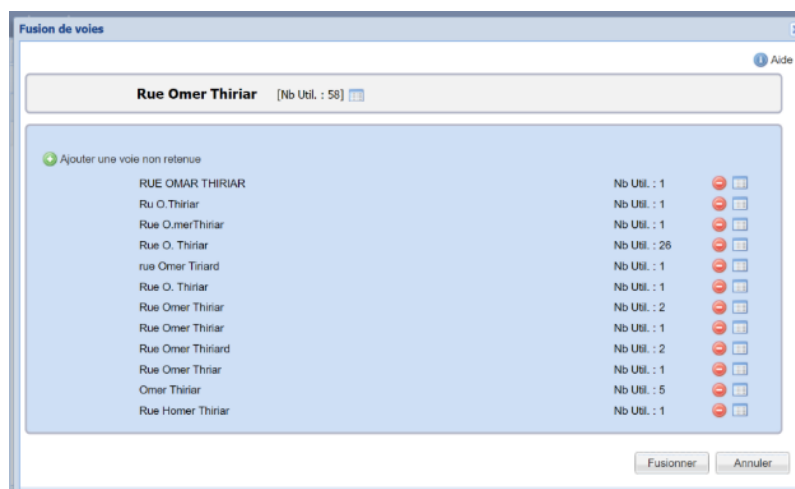 Fusion de voies
Aide
Rue Omer Thiriar [Nb Util. : 58]
Ajouter une voie non retenue
RUE OMAR THIRIAR Nb Util. : 1
Ru O.Thiriar Nb Util. : 1
Rue O.merThiriar Nb Util. : 1
Rue O. Thiriar Nb Util. : 26
rue Omer Tiriard Nb Util. : 1
Rue O. Thiriar Nb Util. : 1
Rue Omer Thiriar Nb Util. : 2
Rue Omer Thiriar Nb Util. : 1
Rue Omer Thiriard Nb Util. : 2
Rue Omer Thriar Nb Util. : 1
Omer Thiriar Nb Util. : 5
Rue Homer Thiriar Nb Util. : 1
Fusionner Annuler